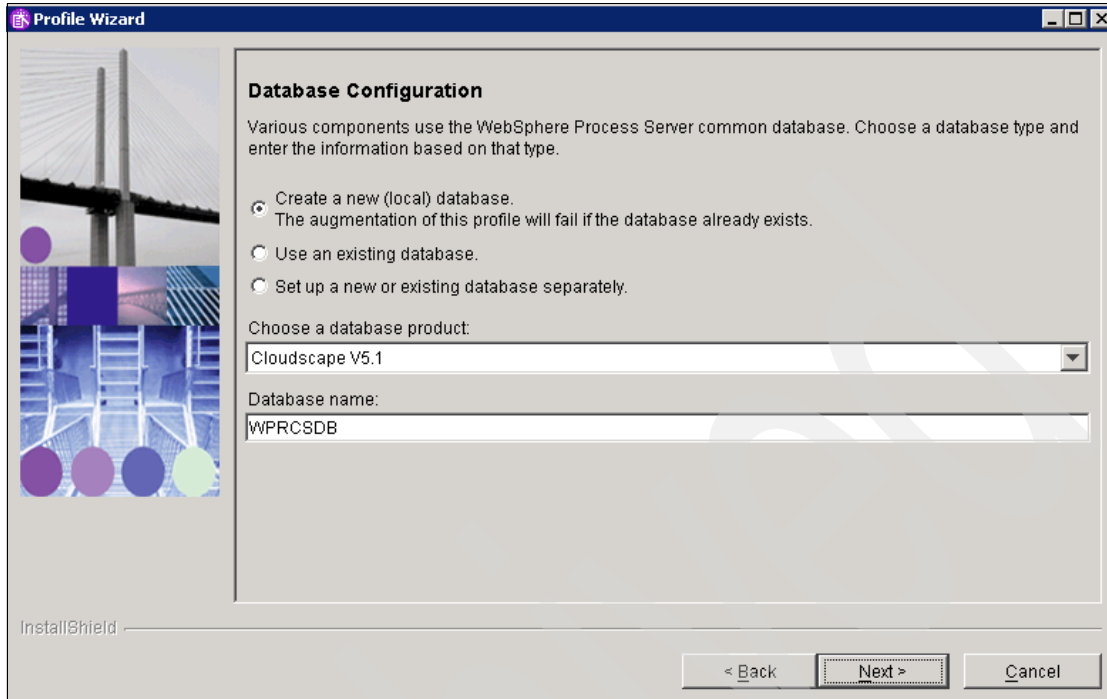 Profile Wizard
Database Configuration
Various components use the WebSphere Process Server common database. Choose a database type and
enter the information based on that type.
Create a new (local) database.
The augmentation of this profile will fail if the database already exists.
Use an existing database.
Set up a new or existing database separately.
Choose a database product:
Cloudscape V5.1
Database name:
WPRCSDB
InstallShield
< Back
Next >
Cancel